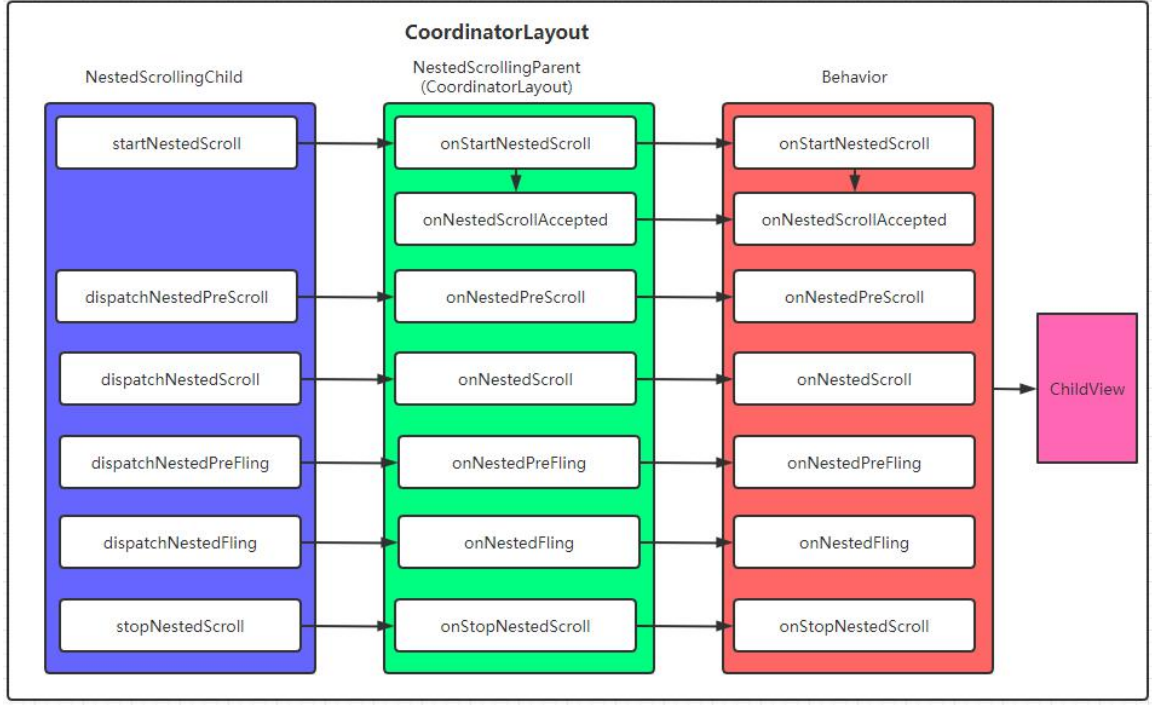 CoordinatorLayout
NestedScrollingChild
NestedScrollingParent
(CoordinatorLayout)
Behavior
startNestedScroll
onStartNestedScroll
onStartNestedScroll
onNestedScrollAccepted
onNestedScrollAccepted
dispatchNestedPreScroll
onNestedPreScroll
onNestedPreScroll
dispatchNestedScroll
onNestedScroll
onNestedScroll
ChildView
dispatchNestedPreFling
onNestedPreFling
onNestedPreFling
dispatchNestedFling
onNestedFling
onNestedFling
stopNestedScroll
onStopNestedScroll
onStopNestedScroll